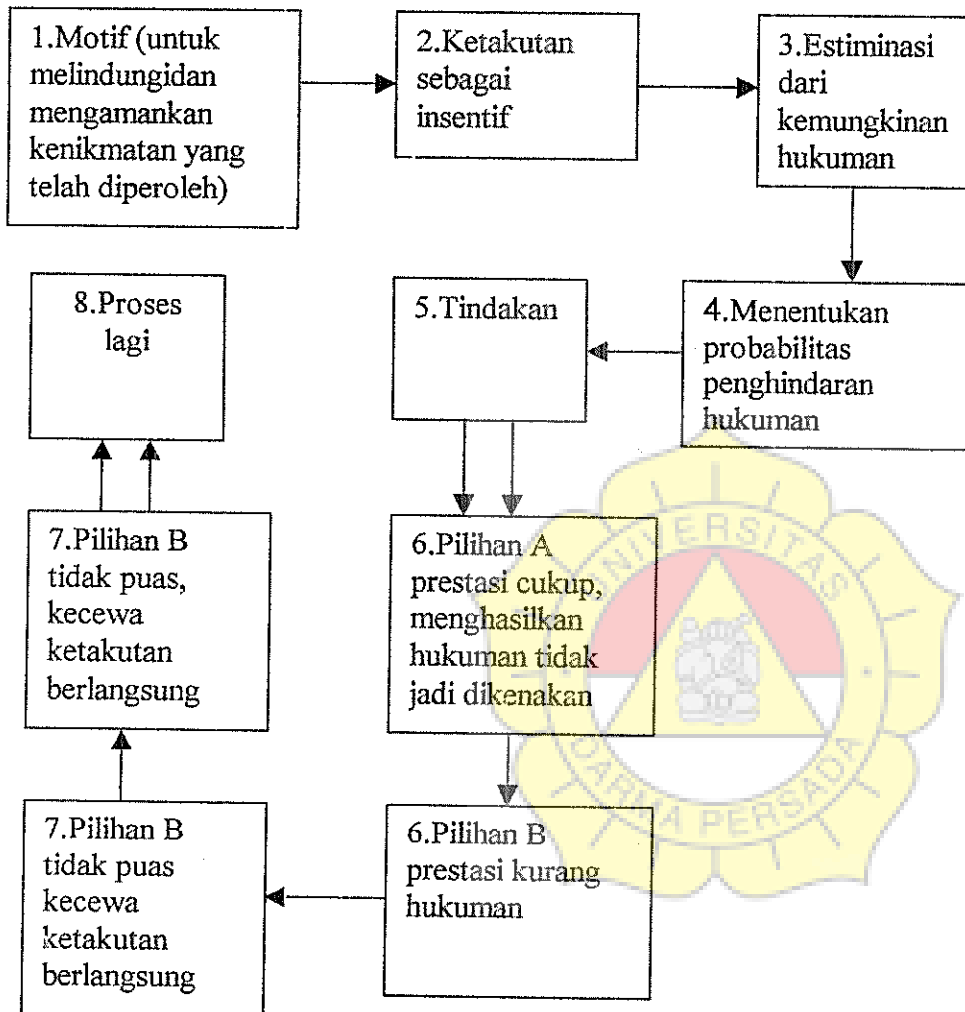 1.Motif (untuk
melindungidan
mengamankan
kenikmatan yang
telah diperoleh)
2.Ketakutan
sebagai
insentif
3.Estiminasi
dari
kemungkinan
hukuman
4.Menentukan
probabilitas
penghindaran
hukuman
5.Tindakan
8.Proses
lagi
6.Pilihan A
prestasi cukup,
menghasilkan
hukuman tidak
jadi dikenakan
7.Pilihan B
tidak puas,
kecewa
ketakutan
berlangsung
6.Pilihan B
prestasi kurang
hukuman
7.Pilihan B
tidak puas
kecewa
ketakutan
berlangsung
UNIVERSITAS
DARMA PERSADA